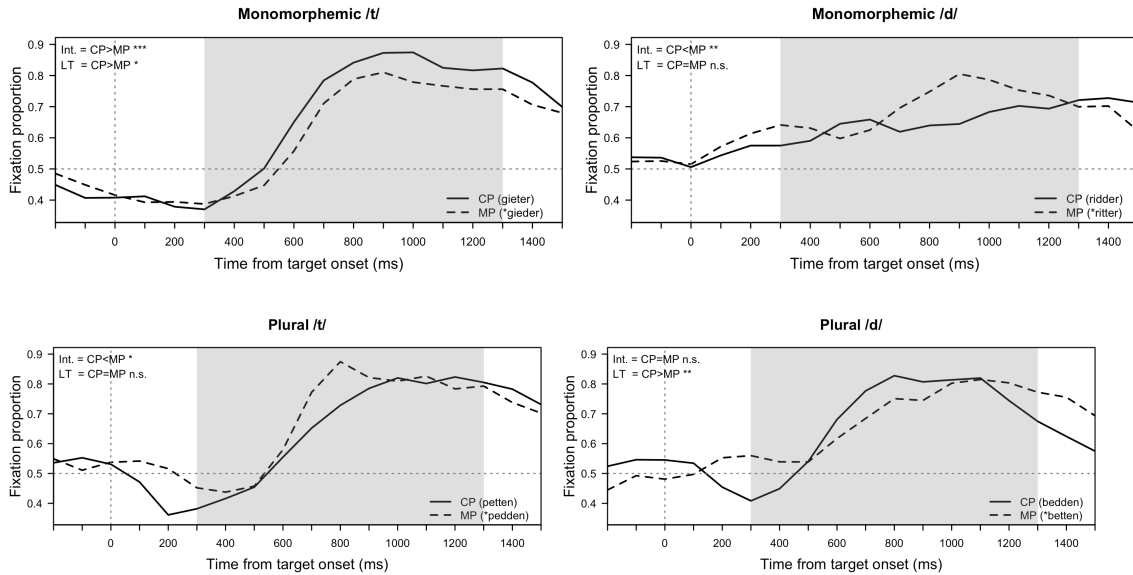 Monomorphemic /t/
Int. = CP>MP ***
LT = CP>MP *
0.9
0.8
0.7
0.6
0.5
0.4
Fixation proportion
CP (gieter)
MP (*gieder)
0 200 400 600 800 1000 1200 1400
Time from target onset (ms)
Monomorphemic /d/
Int. = CP<MP **
LT = CP=MP n.s.
0.9
0.8
0.7
0.6
0.5
0.4
Fixation proportion
CP (ridder)
MP (*ritter)
0 200 400 600 800 1000 1200 1400
Time from target onset (ms)
Plural /t/
Int. = CP<MP *
LT = CP=MP n.s.
0.9
0.8
0.7
0.6
0.5
0.4
Fixation proportion
CP (petten)
MP (*pedden)
0 200 400 600 800 1000 1200 1400
Time from target onset (ms)
Plural /d/
Int. = CP=MP n.s.
LT = CP>MP **
0.9
0.8
0.7
0.6
0.5
0.4
Fixation proportion
CP (bedden)
MP (*betten)
0 200 400 600 800 1000 1200 1400
Time from target onset (ms)